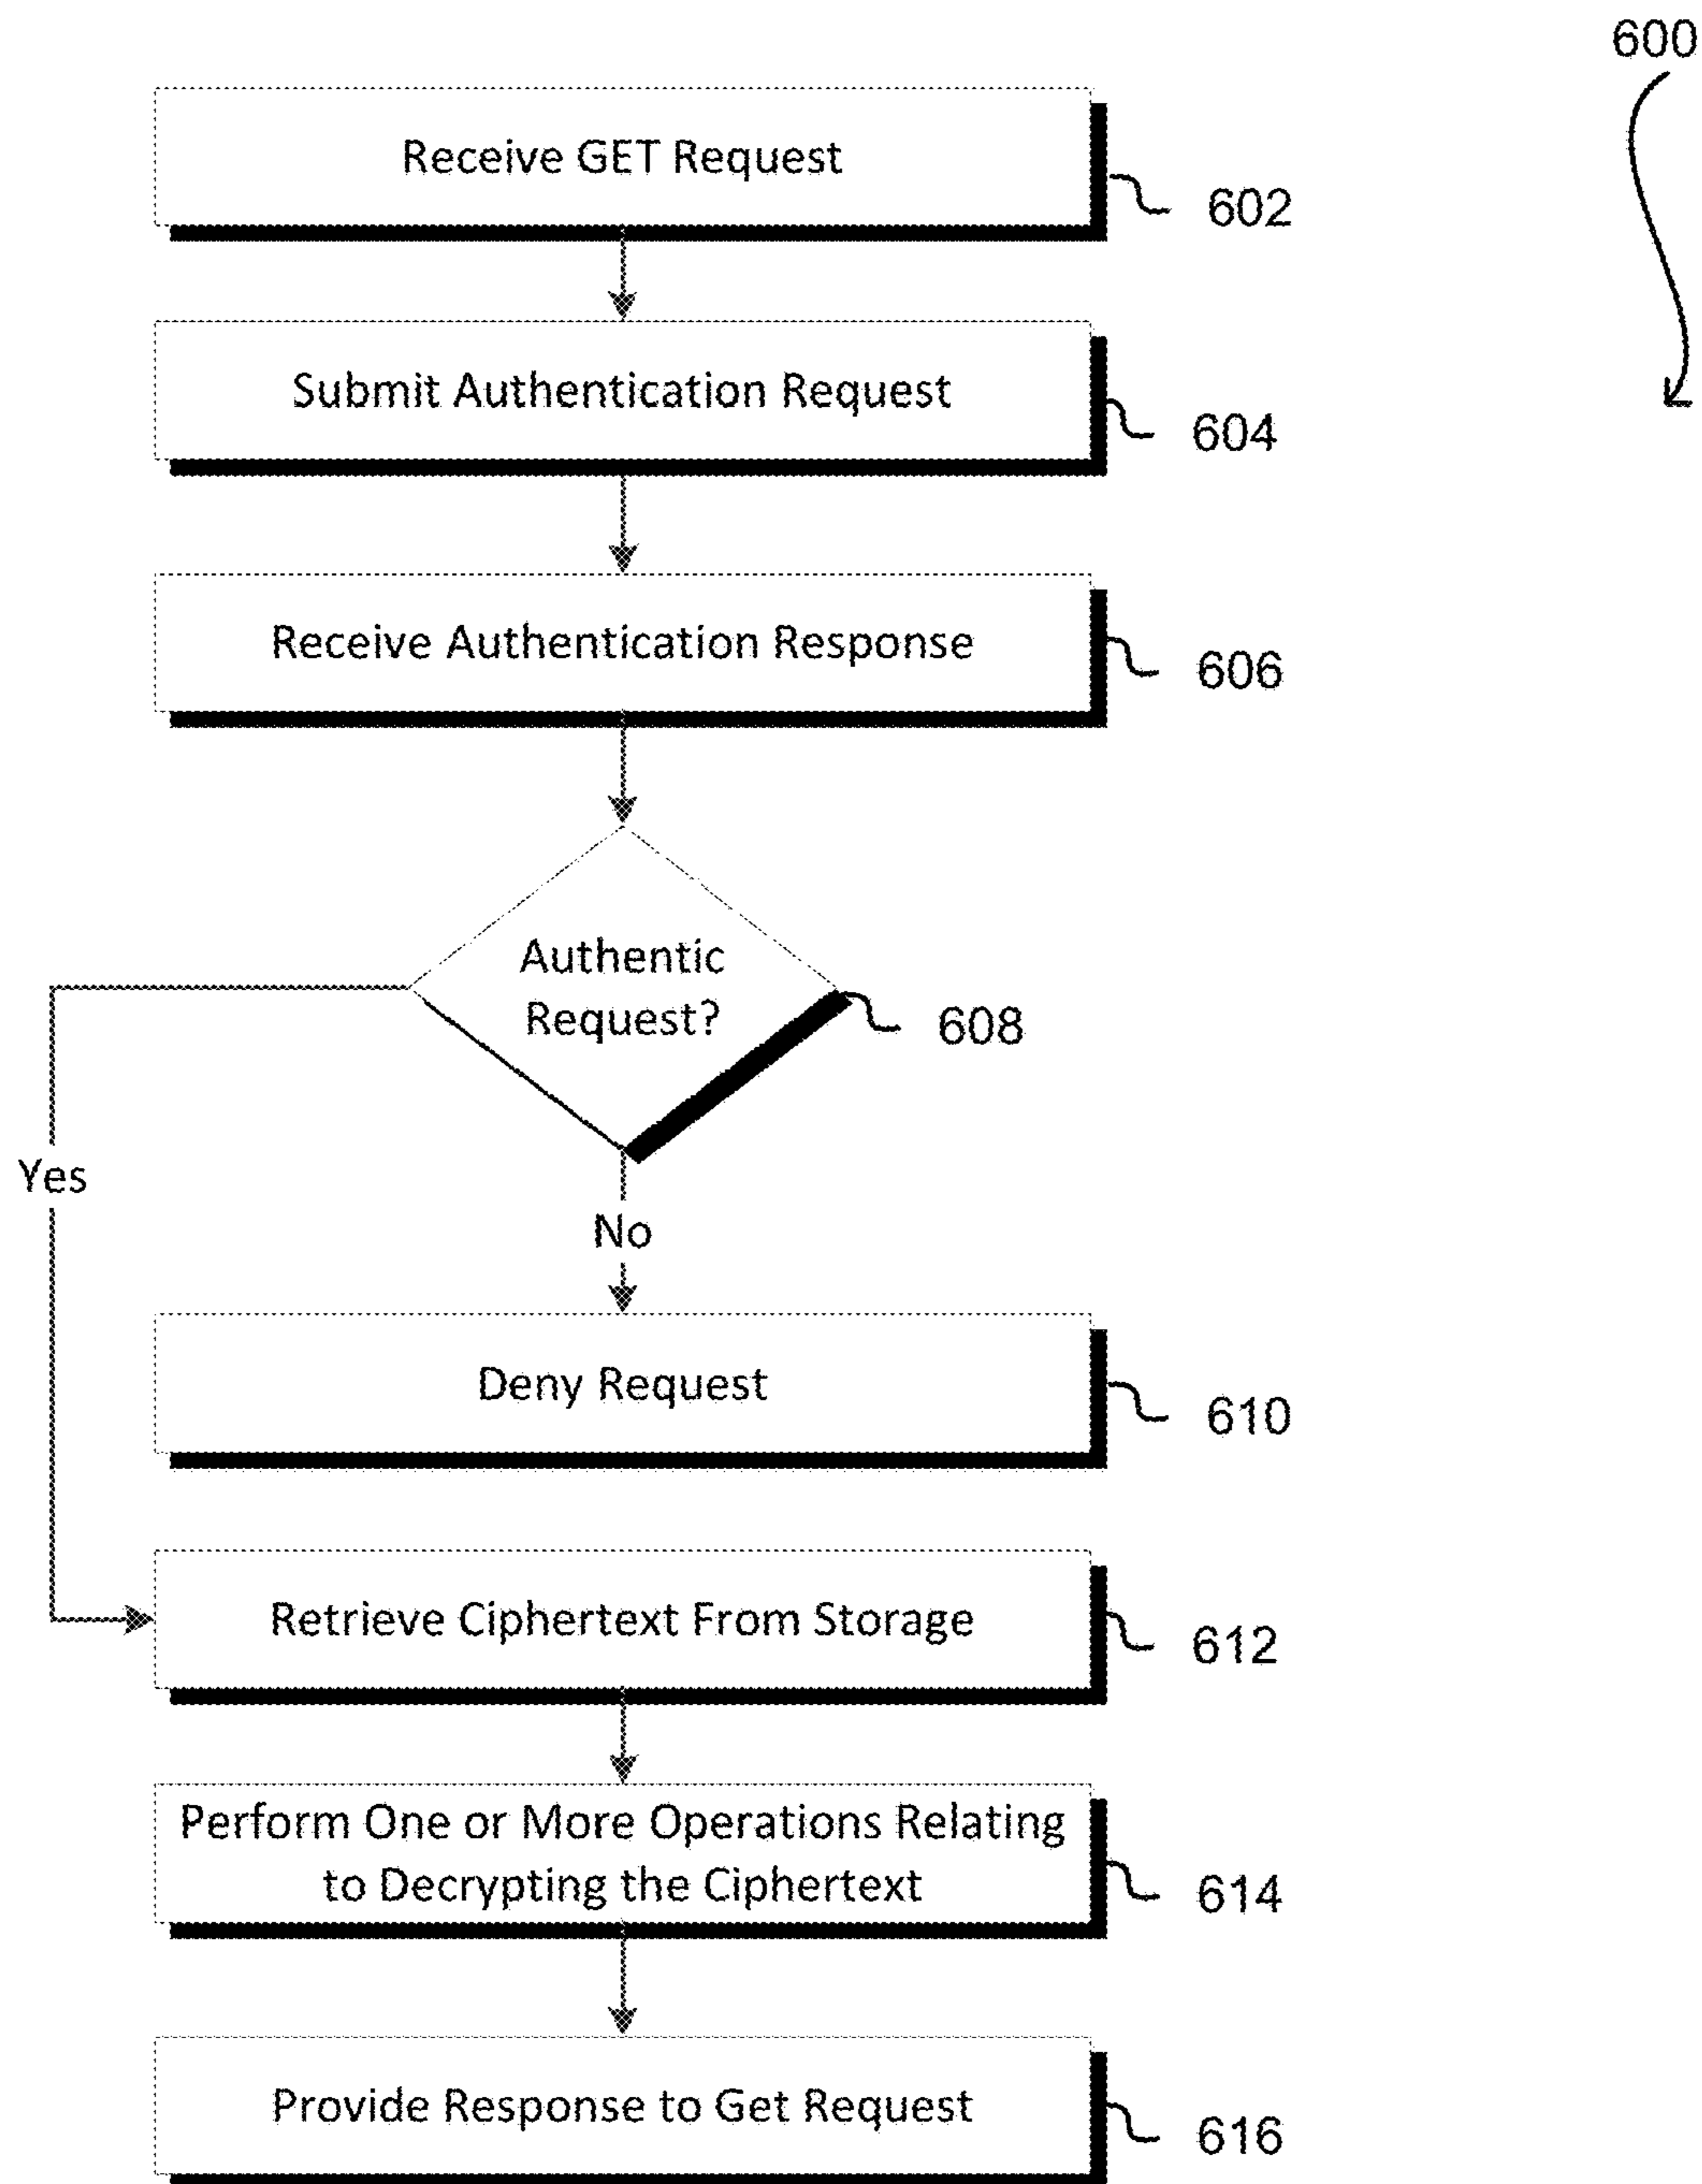 600
Receive GET Request
602
Submit Authentication Request
604
Receive Authentication Response
606
Authentic
Request?
608
Yes
No
Deny Request
610
Retrieve Ciphertext From Storage
612
Perform One or More Operations Relating
to Decrypting the Ciphertext
614
Provide Response to Get Request
616